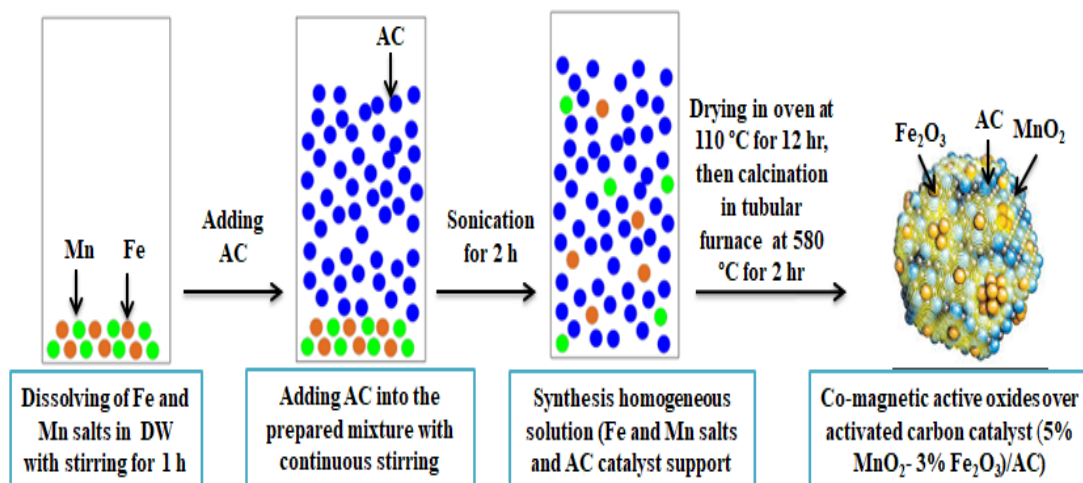 Mn
Fe
Dissolving of Fe and
Mn salts in DW
with stirring for 1 h
Adding
AC
AC
Adding AC into the
prepared mixture with
continuous stirring
Sonication
for 2 h
Synthesis homogeneous
solution (Fe and Mn salts
and AC catalyst support
Drying in oven at
110 ºC for 12 hr,
then calcination
in tubular
furnace at 580
ºC for 2 hr
Fe₂O₃
AC
MnO₂
Co-magnetic active oxides over
activated carbon catalyst (5%
MnO₂- 3% Fe₂O₃)/AC)